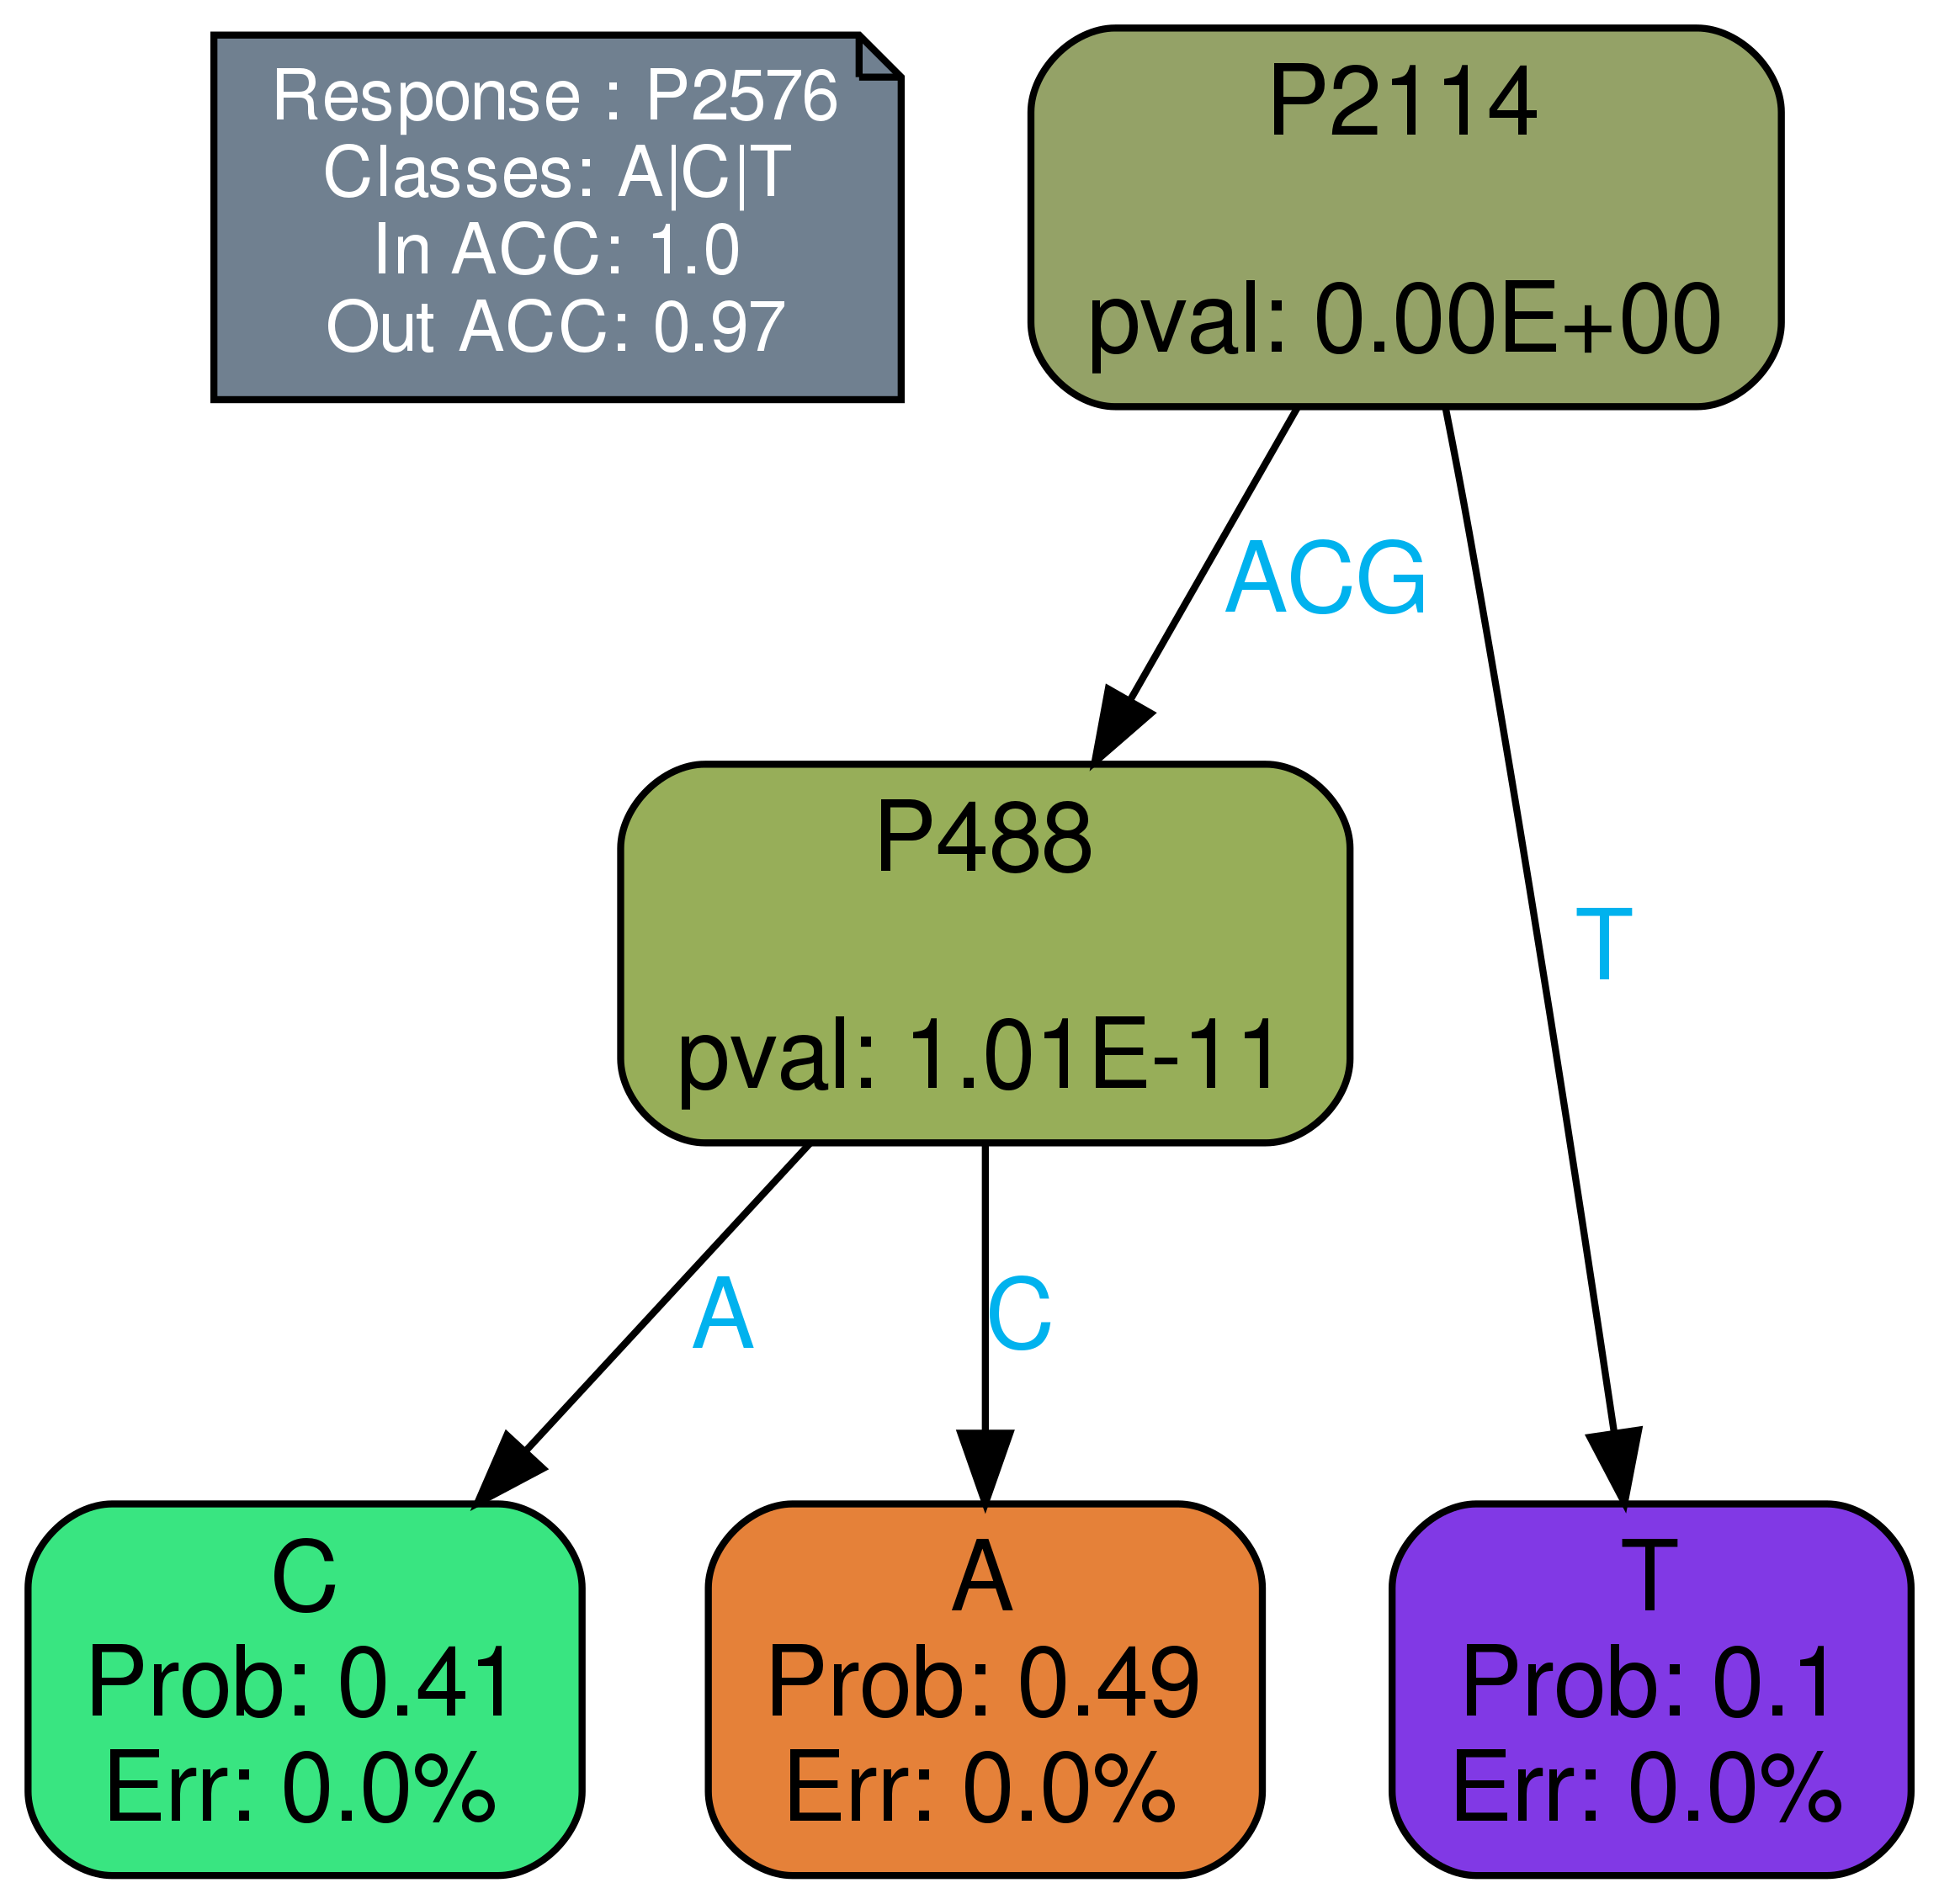 Response : P2576
Classes: A|C|T
In ACC: 1.0
Out ACC: 0.97
P2114
pval: 0.00E+00
ACG
T
P488
pval: 1.01E-11
A
C
C
Prob: 0.41
Err: 0.0%
A
Prob: 0.49
Err: 0.0%
T
Prob: 0.1
Err: 0.0%